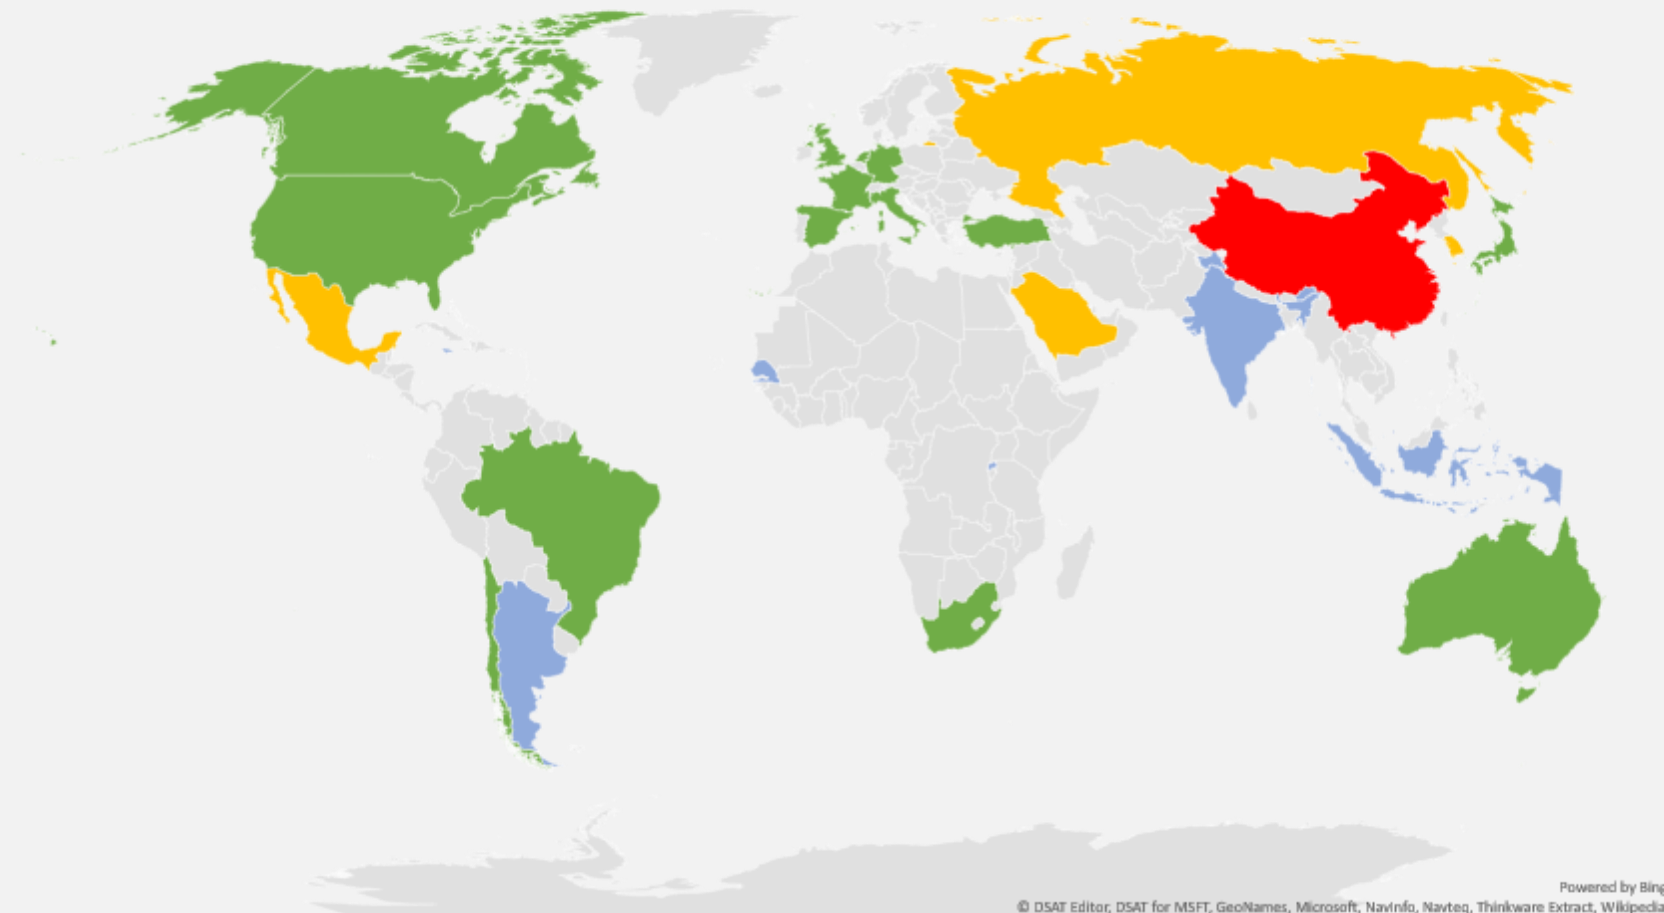 Powered by Bing
© DSAT Editor, DSAT for MSFT, GeoNames, Microsoft, NavInfo, Navteq, Thinkware Extract, Wikipedia